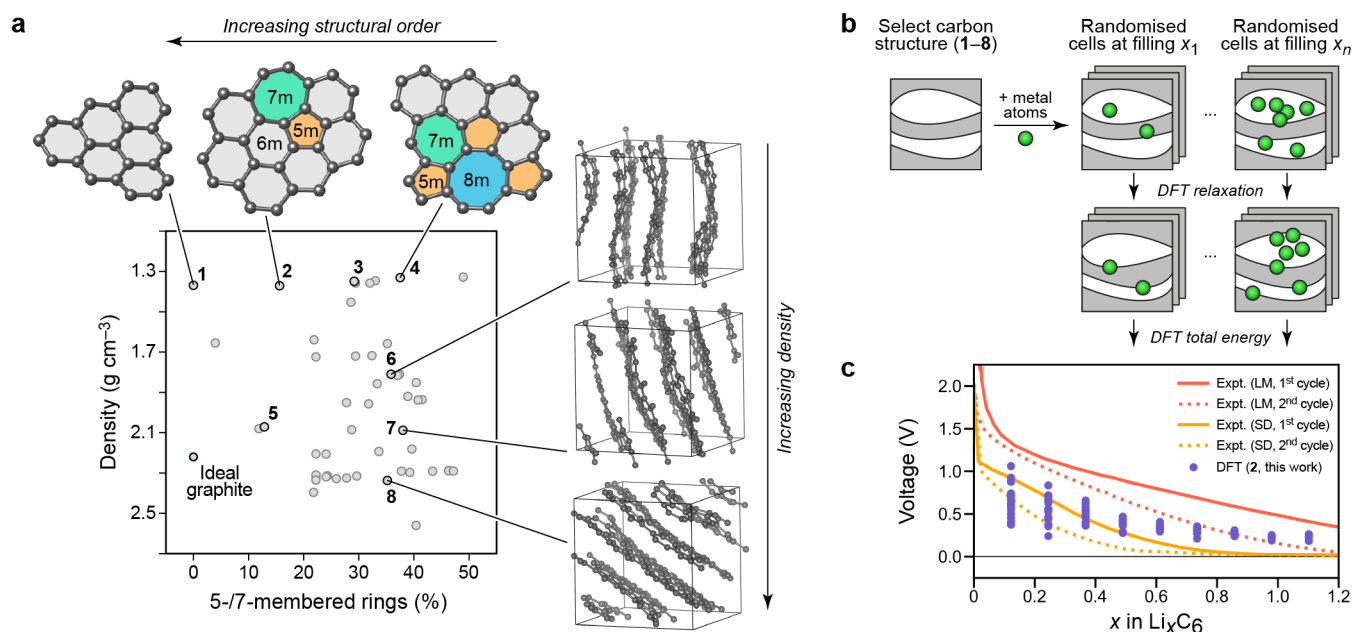 a
Increasing structural order
7m
6m
5m
7m
5m
8m
1
2
3
4
6
5
7
8
Ideal
graphite
Density (g cm⁻³)
1.3
1.7
2.1
2.5
0
10
20
30
40
50
5-/7-membered rings (%)
Increasing density
b
Select carbon
structure (1–8)
+ metal
atoms
Randomised
cells at filling x₁
...
Randomised
cells at filling xₙ
DFT relaxation
...
DFT total energy
c
Voltage (V)
2.0
1.5
1.0
0.5
0.0
Expt. (LM, 1ˢᵗ cycle)
Expt. (LM, 2ⁿᵈ cycle)
Expt. (SD, 1ˢᵗ cycle)
Expt. (SD, 2ⁿᵈ cycle)
DFT (2, this work)
0
0.2
0.4
0.6
0.8
1.0
1.2
x in LiₓC₆